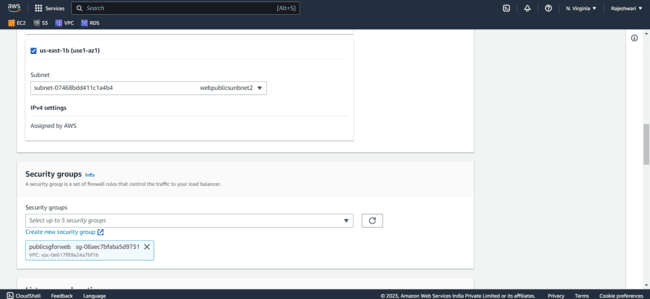 aws
Services
Search
[Alt+S]
N. Virginia
Rajeshwari
EC2
S3
VPC
RDS
us-east-1b (use1-az1)
Subnet
subnet-07468bdd411c1a4b4
webpublicsunbnet2
IPv4 settings
Assigned by AWS
Security groups Info
A security group is a set of firewall rules that control the traffic to your load balancer.
Security groups
Select up to 5 security groups
Create new security group
publicsgforweb sg-08aec7bfaba5d9731
VPC: vpc-0e617f89a24a7bf1b
CloudShell
Feedback
Language
© 2023, Amazon Web Services India Private Limited or its affiliates.
Privacy
Terms
Cookie preferences